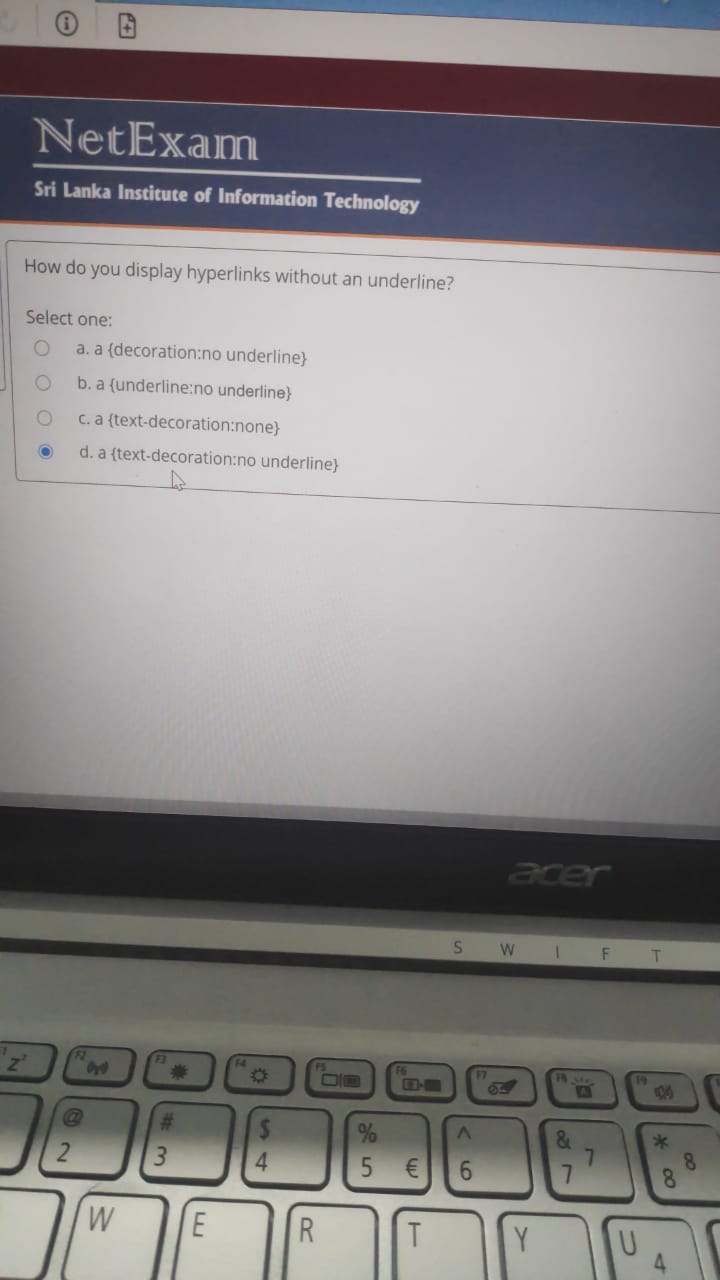 NetExam
Sri Lanka Institute of Information Technology
How do you display hyperlinks without an underline?
Select one:
a. a {decoration:no underline}
b. a {underline:no underline}
c. a {text-decoration:none}
d. a {text-decoration:no underline}
acer
S W I F T
F2 F3 F4 F5 F6 F7 F8 F9
@ # $ % ^ & *
2 3 4 5 € 6 7 7 8 8
W E R T Y U 4